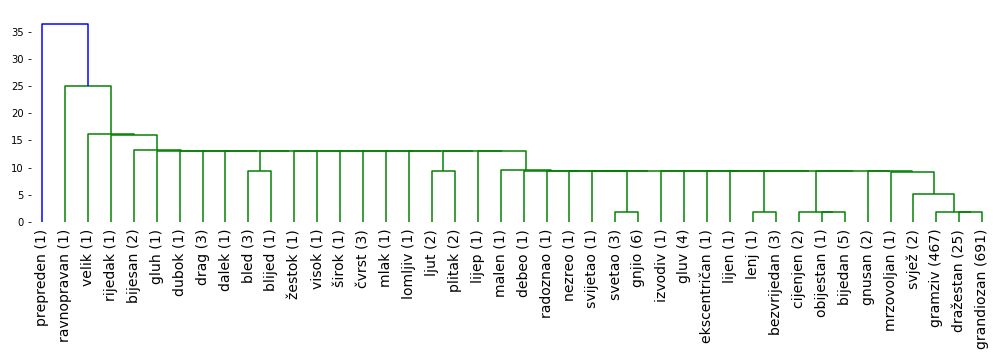 35
30
25
20
15
10
5
0
prepreden (1)
ravnopravan (1)
velik (1)
rijedak (1)
bijesan (2)
gluh (1)
dubok (1)
drag (3)
dalek (1)
bled (3)
blijed (1)
žestok (1)
visok (1)
širok (1)
čvrst (3)
mlak (1)
lomljiv (1)
ljut (2)
plitak (2)
lijep (1)
malen (1)
debeo (1)
radoznao (1)
nezreo (1)
svijetao (1)
svetao (3)
gnjio (6)
izvodiv (1)
gluv (4)
ekscentričan (1)
lijen (1)
lenj (1)
bezvrijedan (3)
cijenjen (2)
obijestan (1)
bijedan (5)
gnusan (2)
mrzovoljan (1)
svjež (2)
gramziv (467)
dražestan (25)
grandiozan (691)